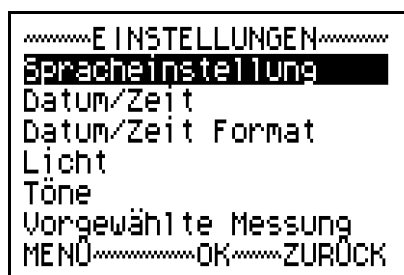 EINSTELLUNGEN
Spracheinstellung
Datum/Zeit
Datum/Zeit Format
Licht
Töne
Vorgewählte Messung
MENÜ OK ZURÜCK